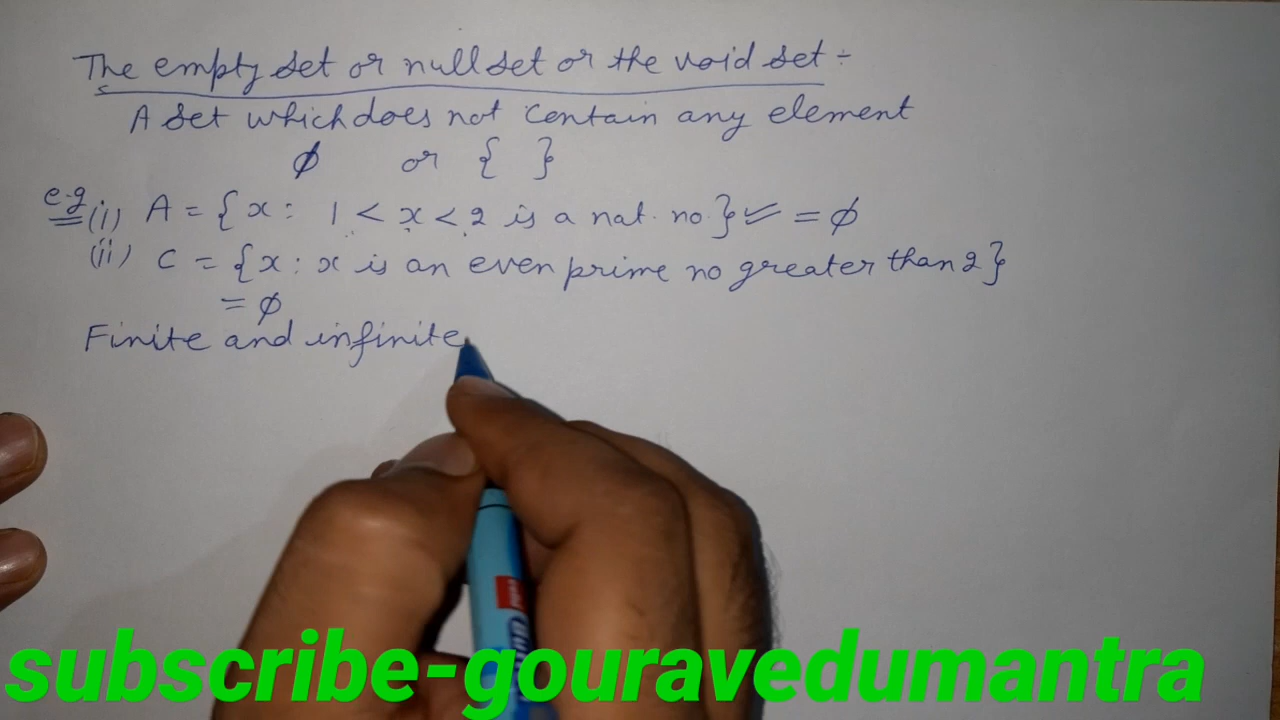 The empty set or null set or the void set ÷
A set which does not contain any element
ϕ or { }
e.g (i) A = {x : 1 < x < 2 is a nat. no.} = ϕ
(ii) C = {x : x is an even prime no greater than 2}
= ϕ
Finite and infinite
subscribe-gouravedumantra